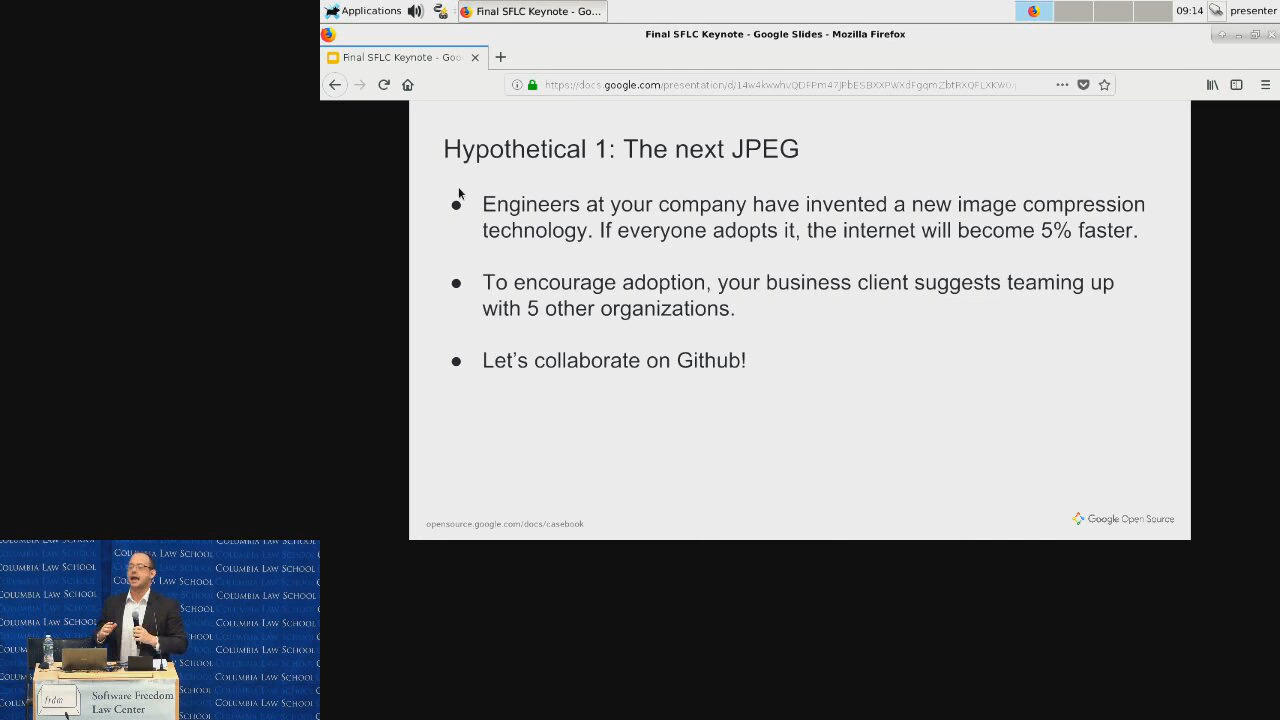 Applications
Final SFLC Keynote - Go...
09:14
presenter
Final SFLC Keynote - Google Slides - Mozilla Firefox
Final SFLC Keynote - Goo
Hypothetical 1: The next JPEG
● Engineers at your company have invented a new image compression
technology. If everyone adopts it, the internet will become 5% faster.
● To encourage adoption, your business client suggests teaming up
with 5 other organizations.
● Let's collaborate on Github!
opensource.google.com/docs/casebook
Google Open Source
COLUMBIA LAW SCHOOL
frdm
Software Freedom
Law Center